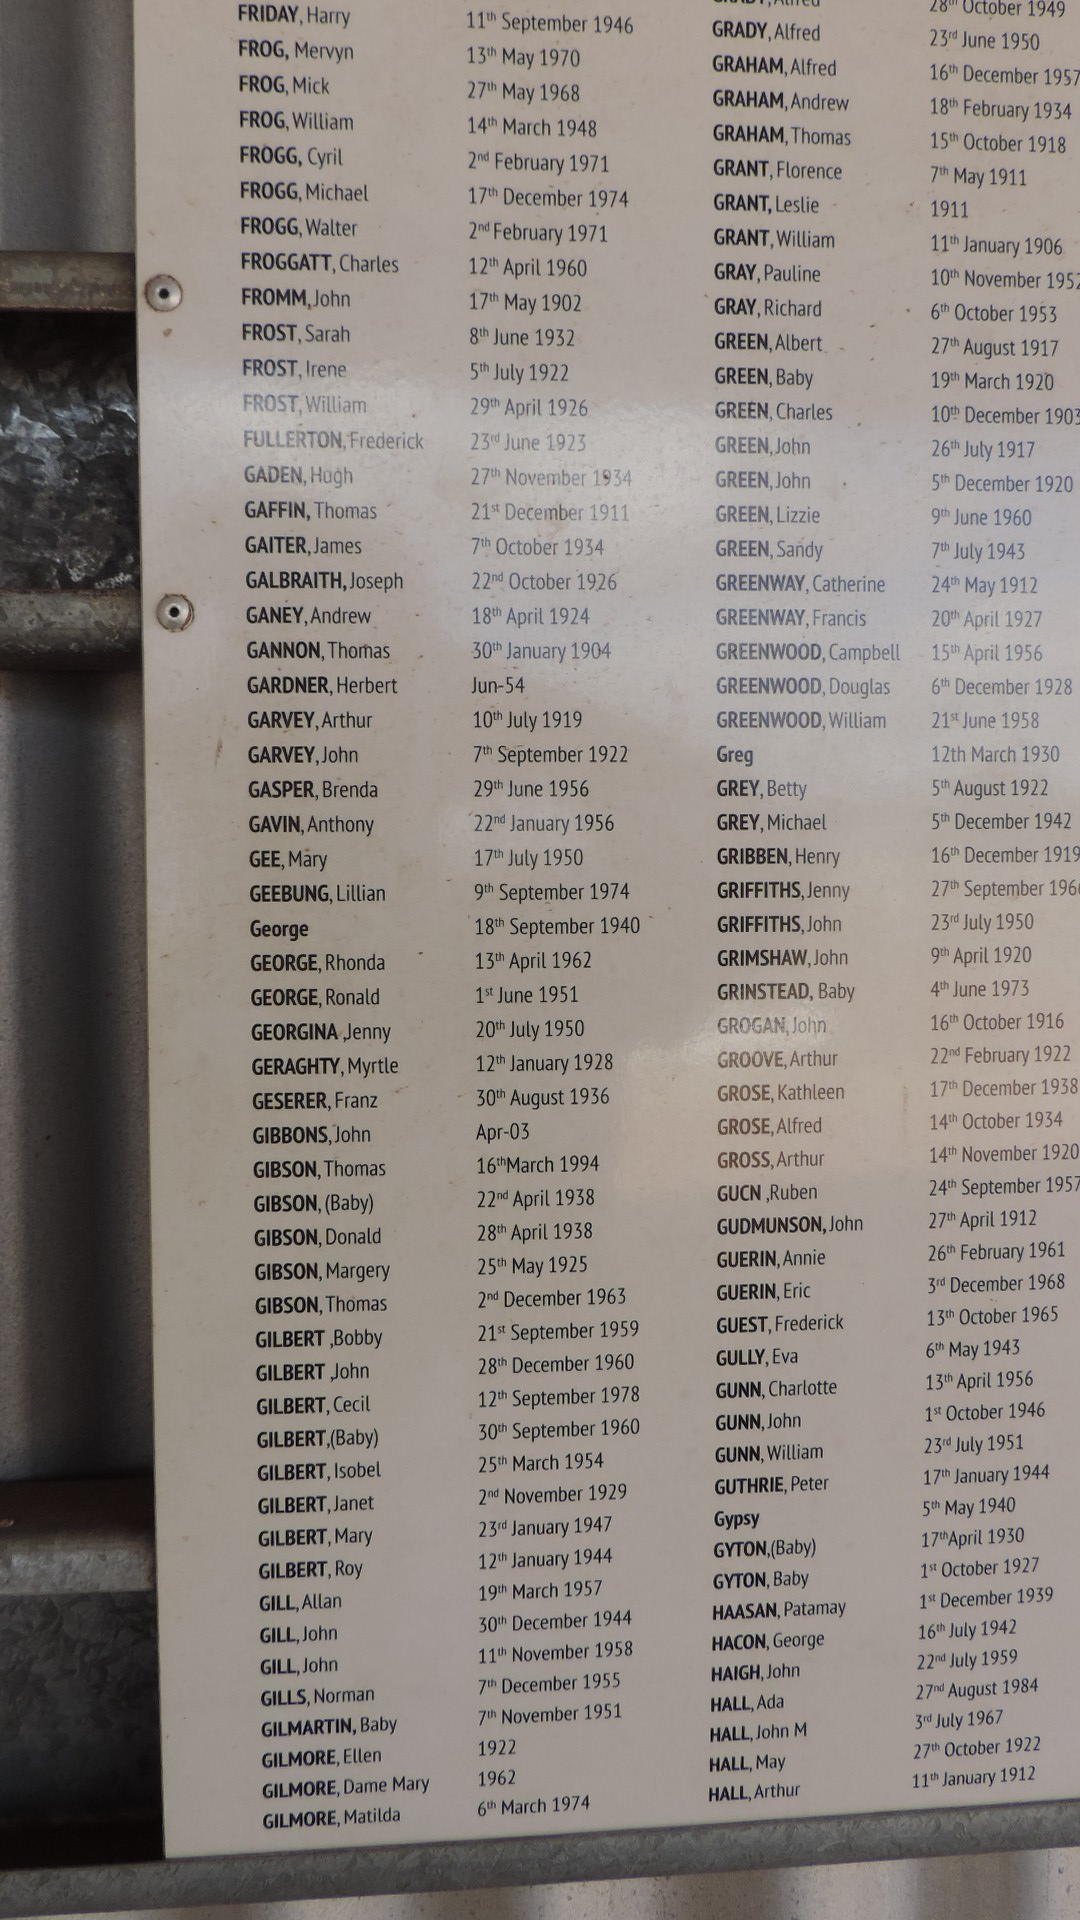 FRIDAY, Harry 11th September 1946
FROG, Mervyn 13th May 1970
FROG, Mick 27th May 1968
FROG, William 14th March 1948
FROGG, Cyril 2nd February 1971
FROGG, Michael 17th December 1974
FROGG, Walter 2nd February 1971
FROGGATT, Charles 12th April 1960
FROMM, John 17th May 1902
FROST, Sarah 8th June 1932
FROST, Irene 5th July 1922
FROST, William 29th April 1926
FULLERTON, Frederick 23rd June 1923
GADEN, Hugh 27th November 1934
GAFFIN, Thomas 21st December 1911
GAITER, James 7th October 1934
GALBRAITH, Joseph 22nd October 1926
GANEY, Andrew 18th April 1924
GANNON, Thomas 30th January 1904
GARDNER, Herbert Jun-54
GARVEY, Arthur 10th July 1919
GARVEY, John 7th September 1922
GASPER, Brenda 29th June 1956
GAVIN, Anthony 22nd January 1956
GEE, Mary 17th July 1950
GEEBUNG, Lillian 9th September 1974
George 18th September 1940
GEORGE, Rhonda 13th April 1962
GEORGE, Ronald 1st June 1951
GEORGINA ,Jenny 20th July 1950
GERAGHTY, Myrtle 12th January 1928
GESERER, Franz 30th August 1936
GIBBONS, John Apr-03
GIBSON, Thomas 16thMarch 1994
GIBSON, (Baby) 22nd April 1938
GIBSON, Donald 28th April 1938
GIBSON, Margery 25th May 1925
GIBSON, Thomas 2nd December 1963
GILBERT ,Bobby 21st September 1959
GILBERT ,John 28th December 1960
GILBERT, Cecil 12th September 1978
GILBERT,(Baby) 30th September 1960
GILBERT, Isobel 25th March 1954
GILBERT, Janet 2nd November 1929
GILBERT, Mary 23rd January 1947
GILBERT, Roy 12th January 1944
GILL, Allan 19th March 1957
GILL, John 30th December 1944
GILL, John 11th November 1958
GILLS, Norman 7th December 1955
GILMARTIN, Baby 7th November 1951
GILMORE, Ellen 1922
GILMORE, Dame Mary 1962
GILMORE, Matilda 6th March 1974
Alfred 28th October 1949
GRADY, Alfred 23rd June 1950
GRAHAM, Alfred 16th December 1957
GRAHAM, Andrew 18th February 1934
GRAHAM, Thomas 15th October 1918
GRANT, Florence 7th May 1911
GRANT, Leslie 1911
GRANT, William 11th January 1906
GRAY, Pauline 10th November 1952
GRAY, Richard 6th October 1953
GREEN, Albert 27th August 1917
GREEN, Baby 19th March 1920
GREEN, Charles 10th December 1903
GREEN, John 26th July 1917
GREEN, John 5th December 1920
GREEN, Lizzie 9th June 1960
GREEN, Sandy 7th July 1943
GREENWAY, Catherine 24th May 1912
GREENWAY, Francis 20th April 1927
GREENWOOD, Campbell 15th April 1956
GREENWOOD, Douglas 6th December 1928
GREENWOOD, William 21st June 1958
Greg 12th March 1930
GREY, Betty 5th August 1922
GREY, Michael 5th December 1942
GRIBBEN, Henry 16th December 1919
GRIFFITHS, Jenny 27th September
GRIFFITHS, John 23rd July 1950
GRIMSHAW, John 9th April 1920
GRINSTEAD, Baby 4th June 1973
GROGAN, John 16th October 1916
GROOVE, Arthur 22nd February 1922
GROSE, Kathleen 17th December 1938
GROSE, Alfred 14th October 1934
GROSS, Arthur 14th November 1920
GUCN ,Ruben 24th September 1957
GUDMUNSON, John 27th April 1912
GUERIN, Annie 26th February 1961
GUERIN, Eric 3rd December 1968
GUEST, Frederick 13th October 1965
GULLY, Eva 6th May 1943
GUNN, Charlotte 13th April 1956
GUNN, John 1st October 1946
GUNN, William 23rd July 1951
GUTHRIE, Peter 17th January 1944
Gypsy 5th May 1940
GYTON,(Baby) 17thApril 1930
GYTON, Baby 1st October 1927
HAASAN, Patamay 1st December 1939
HACON, George 16th July 1942
HAIGH, John 22nd July 1959
HALL, Ada 27nd August 1984
HALL, John M 3rd July 1967
HALL, May 27th October 1922
HALL, Arthur 11th January 1912